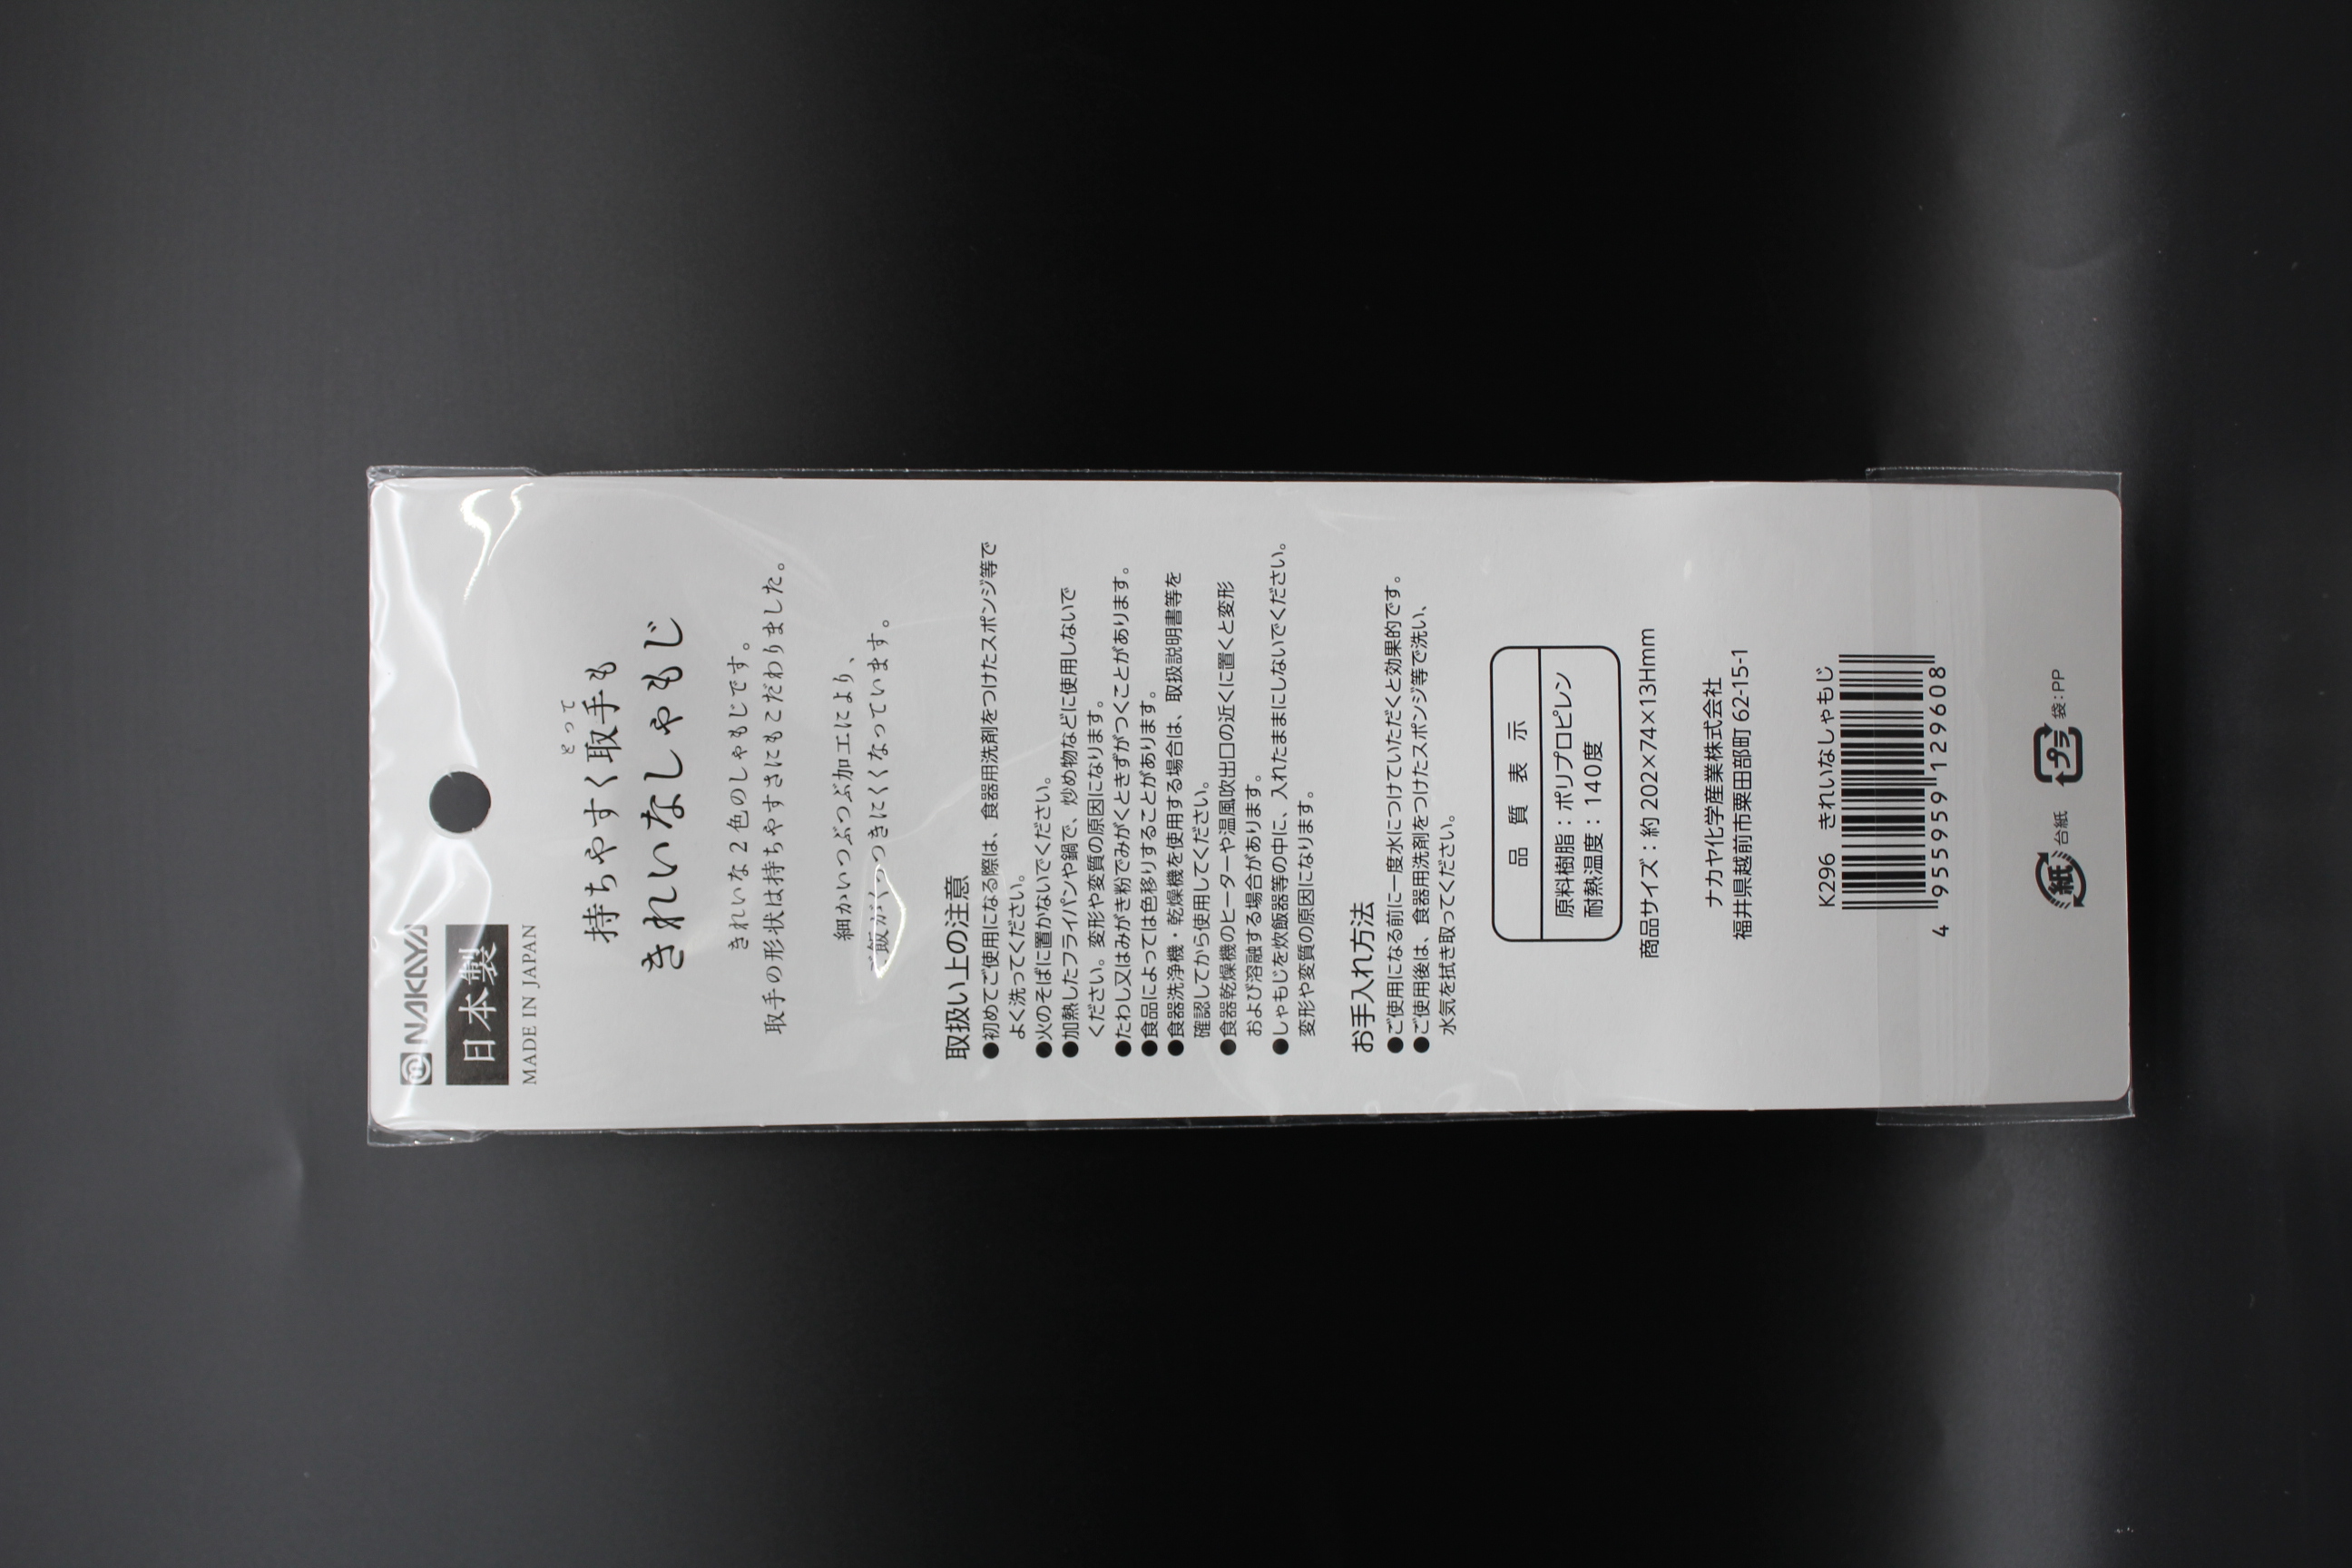 NAKAYA
日本製
MADE IN JAPAN
とって
持ちやすく取手も
きれいなしゃもじ
きれいな2色のしゃもじです。
取手の形状は持ちやすさにもこだわりました。
細かいつぶつぶ加工により、
ご飯がくっつきにくくなっています。
取扱い上の注意
●初めてご使用になる際は、食器用洗剤をつけたスポンジ等で
よく洗ってください。
●火のそばに置かないでください。
●加熱したフライパンや鍋で、炒め物などに使用しないで
ください。変形や変質の原因になります。
●たわし又はみがき粉でみがくときずがつくことがあります。
●食品によっては色移りすることがあります。
●食器洗浄機・乾燥機を使用する場合は、取扱説明書等を
確認してから使用してください。
●食器乾燥機のヒーターや温風吹出口の近くに置くと変形
および溶融する場合があります。
●しゃもじを炊飯器等の中に、入れたままにしないでください。
変形や変質の原因になります。
お手入れ方法
●ご使用になる前に一度水につけていただくと効果的です。
●ご使用後は、食器用洗剤をつけたスポンジ等で洗い、
水気を拭き取ってください。
品質表示
原料樹脂：ポリプロピレン
耐熱温度：140度
商品サイズ：約 202×74×13Hmm
ナカヤ化学産業株式会社
福井県越前市粟田部町 62-15-1
K296 きれいなしゃもじ
4 955959 129608
紙 台紙 プラ 袋:PP